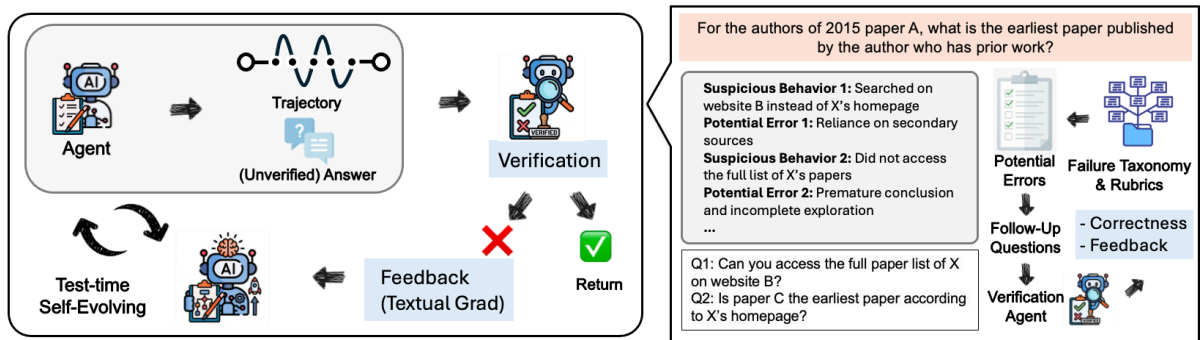 AI
Agent
Trajectory
?
(Unverified) Answer
VERIFIED
Verification
Feedback
(Textual Grad)
Return
AI
Test-time
Self-Evolving
For the authors of 2015 paper A, what is the earliest paper published
by the author who has prior work?
Suspicious Behavior 1: Searched on
website B instead of X's homepage
Potential Error 1: Reliance on secondary
sources
Suspicious Behavior 2: Did not access
the full list of X's papers
Potential Error 2: Premature conclusion
and incomplete exploration
...
Q1: Can you access the full paper list of X
on website B?
Q2: Is paper C the earliest paper according
to X's homepage?
Potential
Errors
Failure Taxonomy
& Rubrics
Follow-Up
Questions
- Correctness
- Feedback
Verification
Agent
VERIFIED